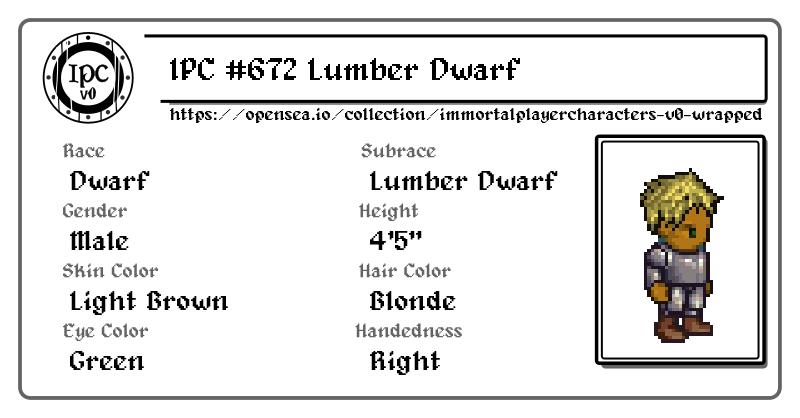 IPC
v0
IPC #672 Lumber Dwarf
https://opensea.io/collection/immortalplayercharacters-v0-wrapped
Race
Subrace
Dwarf
Lumber Dwarf
Gender
Height
Male
4'5"
Skin Color
Hair Color
Light Brown
Blonde
Eye Color
Handedness
Green
Right